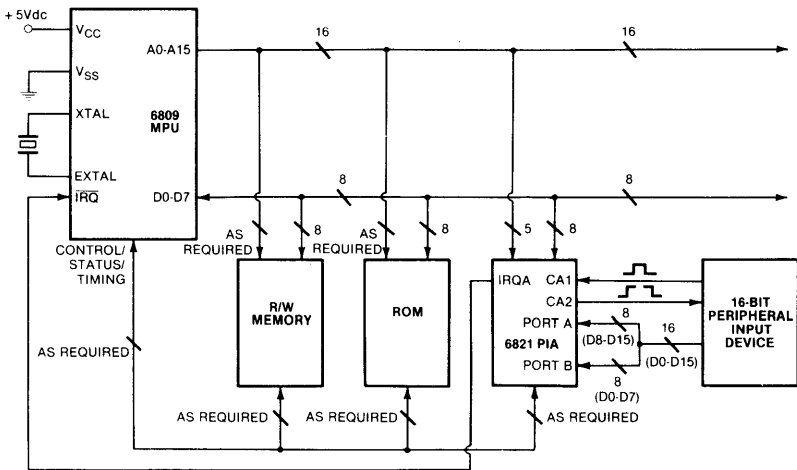 + 5Vdc
VCC
VSS
XTAL
EXTAL
IRQ
A0-A15
6809
MPU
D0-D7
16
16
8
8
CONTROL/
STATUS/
TIMING
AS
REQUIRED
8
AS
REQUIRED
8
5
8
R/W
MEMORY
ROM
IRQA
CA1
CA2
PORT A
6821 PIA
PORT B
8
(D8-D15)
16
(D0-D15)
8
(D0-D7)
16-BIT
PERIPHERAL
INPUT
DEVICE
AS REQUIRED
AS REQUIRED
AS REQUIRED
AS REQUIRED